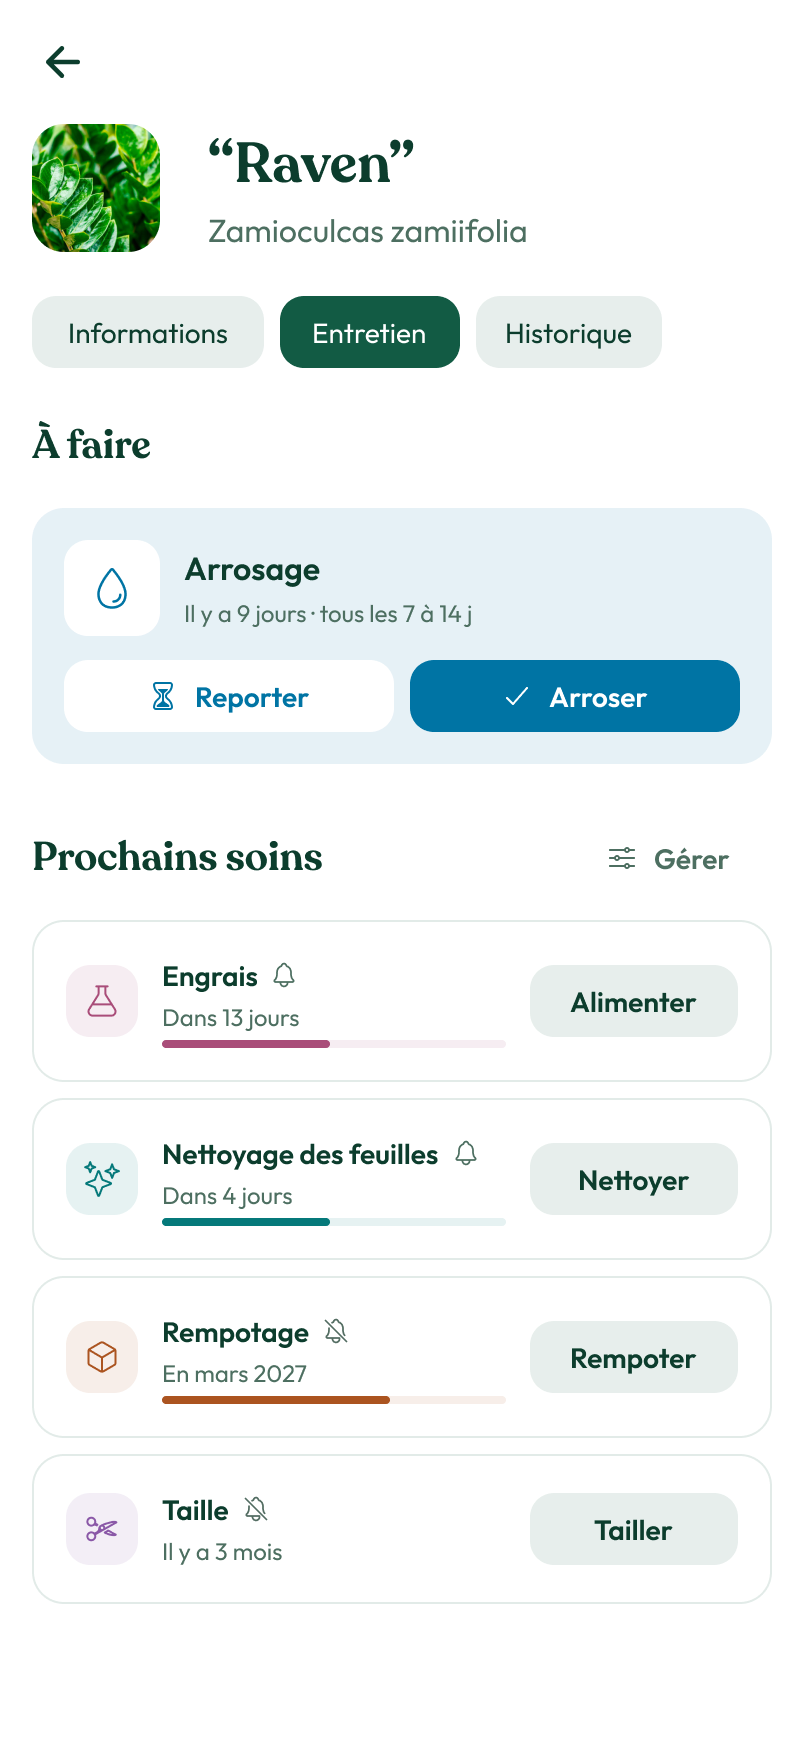 “Raven”
Zamioculcas zamiifolia
Informations
Entretien
Historique
À faire
Arrosage
Il y a 9 jours · tous les 7 à 14 j
Reporter
Arroser
Prochains soins
Gérer
Engrais
Dans 13 jours
Alimenter
Nettoyage des feuilles
Dans 4 jours
Nettoyer
Rempotage
En mars 2027
Rempoter
Taille
Il y a 3 mois
Tailler